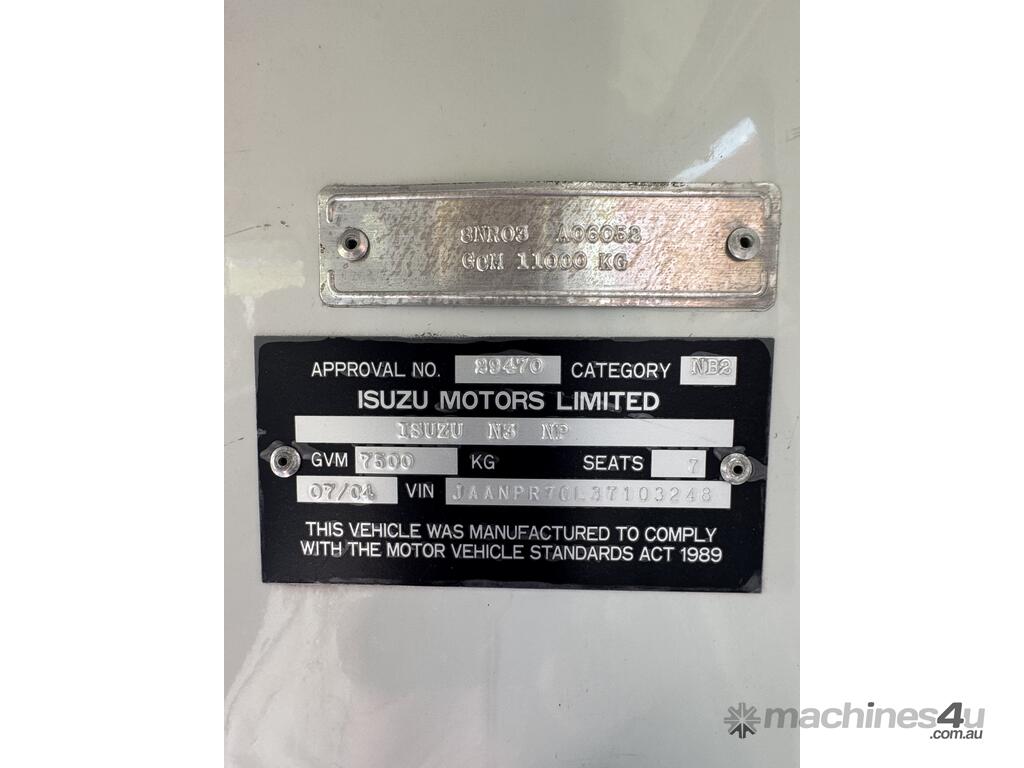 8NR03 A06052
GCM 11000 KG
APPROVAL NO. 29470 CATEGORY NB2
ISUZU MOTORS LIMITED
ISUZU N3 NP
GVM 7500 KG SEATS 7
07/04 VIN JAANPR70L37103248
THIS VEHICLE WAS MANUFACTURED TO COMPLY
WITH THE MOTOR VEHICLE STANDARDS ACT 1989
machines4u
.com.au